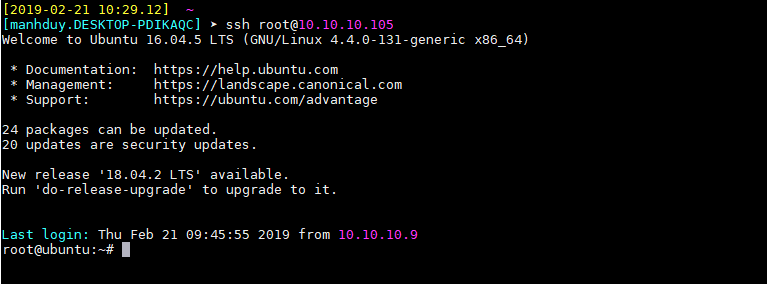 [2019-02-21 10:29.12]  ~
[manhduy.DESKTOP-PDIKAQC] ➤ ssh root@10.10.10.105
Welcome to Ubuntu 16.04.5 LTS (GNU/Linux 4.4.0-131-generic x86_64)
 * Documentation:  https://help.ubuntu.com
 * Management:     https://landscape.canonical.com
 * Support:        https://ubuntu.com/advantage
24 packages can be updated.
20 updates are security updates.
New release '18.04.2 LTS' available.
Run 'do-release-upgrade' to upgrade to it.
Last login: Thu Feb 21 09:45:55 2019 from 10.10.10.9
root@ubuntu:~#